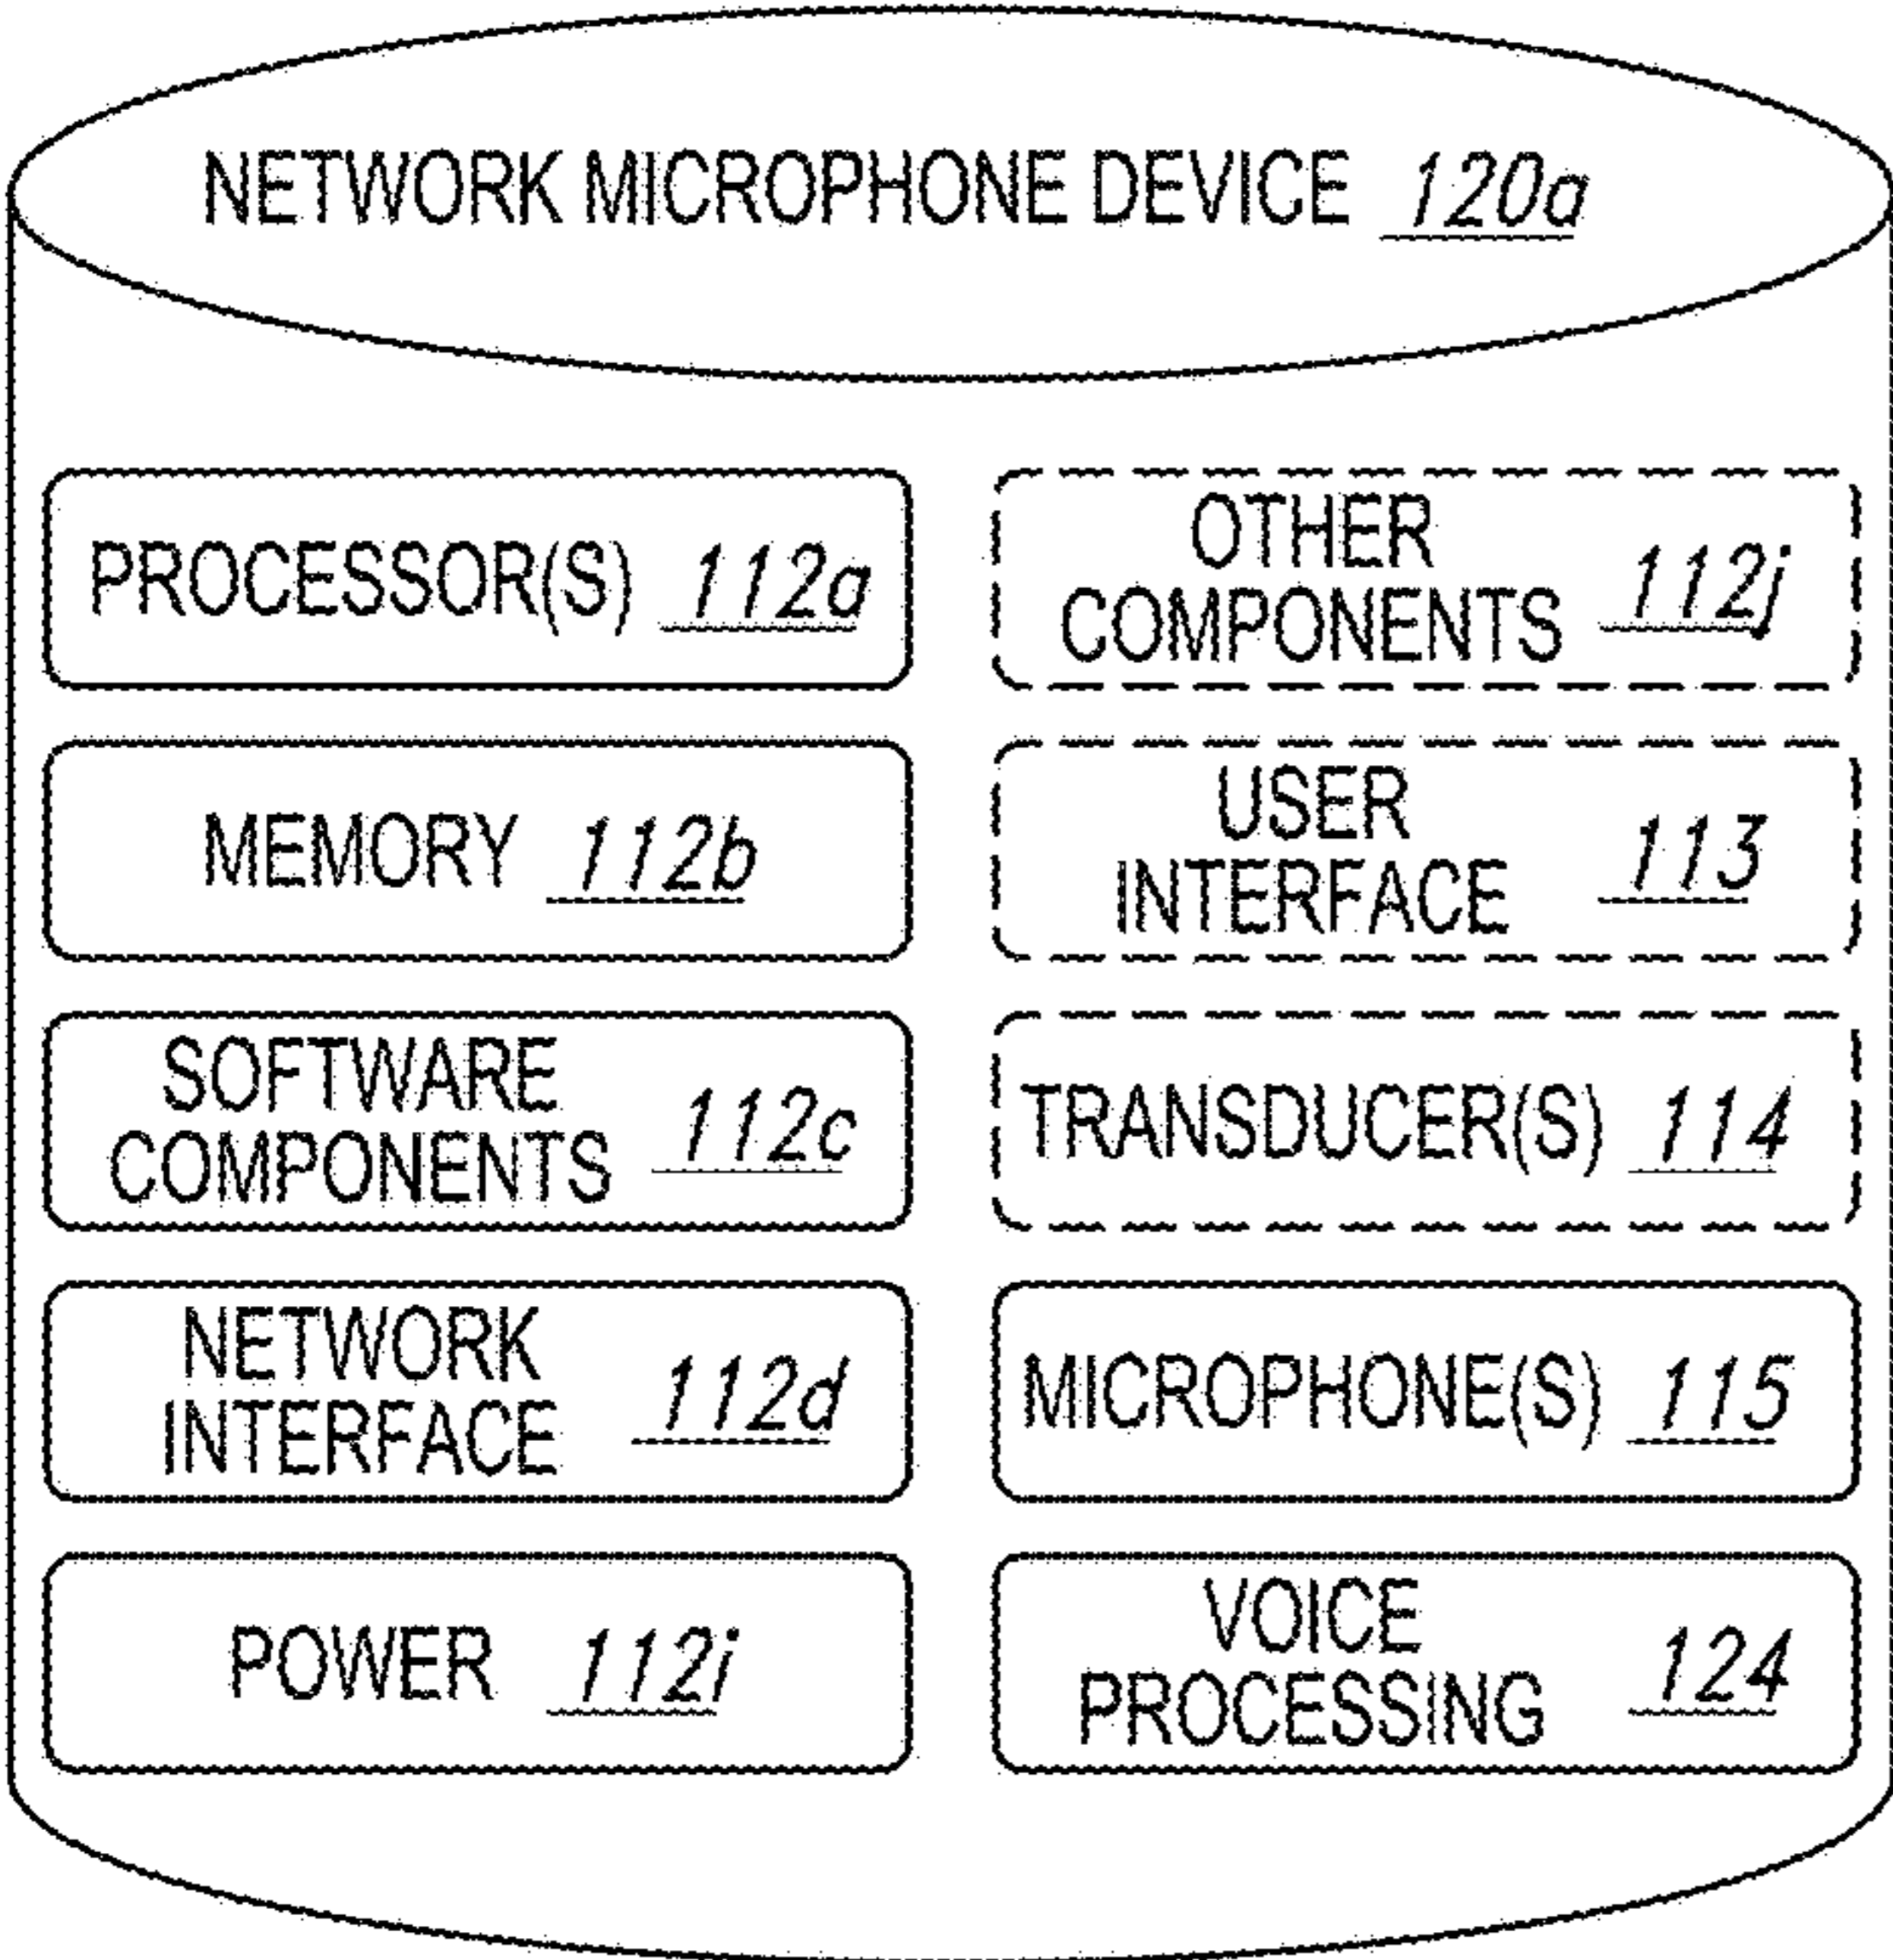 NETWORK MICROPHONE DEVICE 120a
PROCESSOR(S) 112a
OTHER
COMPONENTS 112j
MEMORY 112b
USER
INTERFACE 113
SOFTWARE
COMPONENTS 112c
TRANSDUCER(S) 114
NETWORK
INTERFACE 112d
MICROPHONE(S) 115
POWER 112i
VOICE
PROCESSING 124